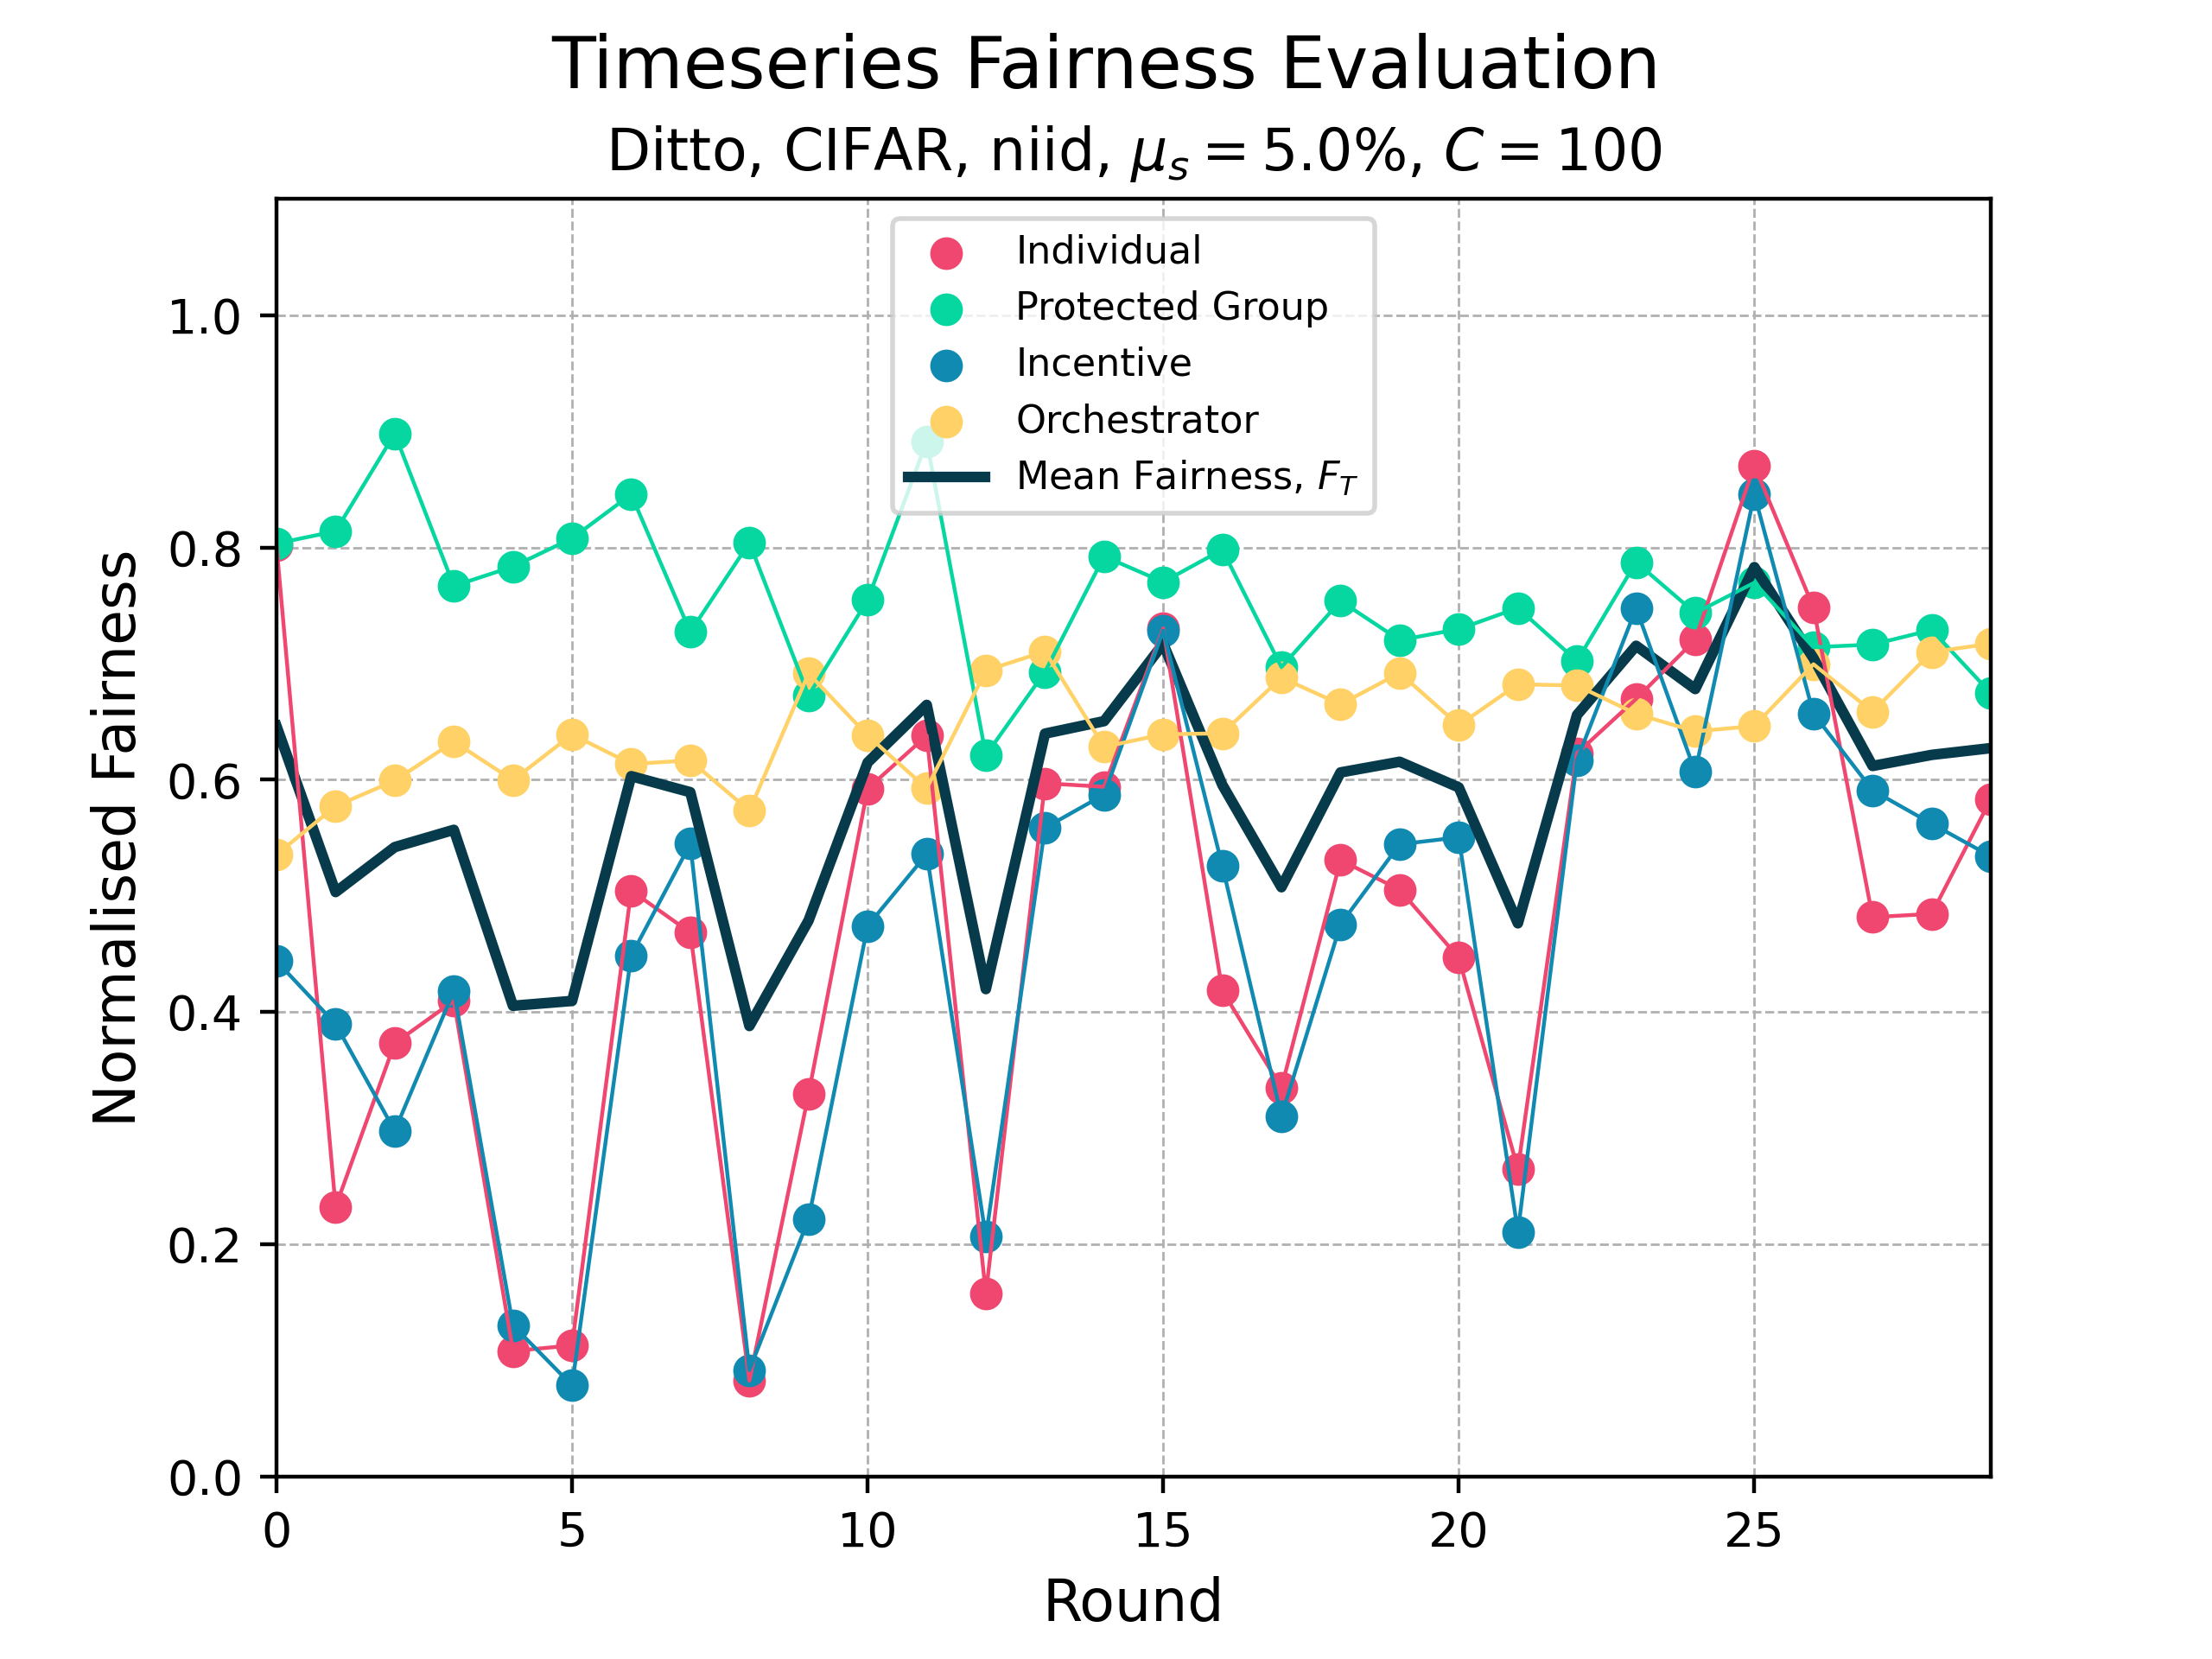 Timeseries Fairness Evaluation
Ditto, CIFAR, niid, μₛ = 5.0%, C = 100
Individual
Protected Group
Incentive
Orchestrator
Mean Fairness, F_T
Normalised Fairness
1.0
0.8
0.6
0.4
0.2
0.0
0 5 10 15 20 25
Round